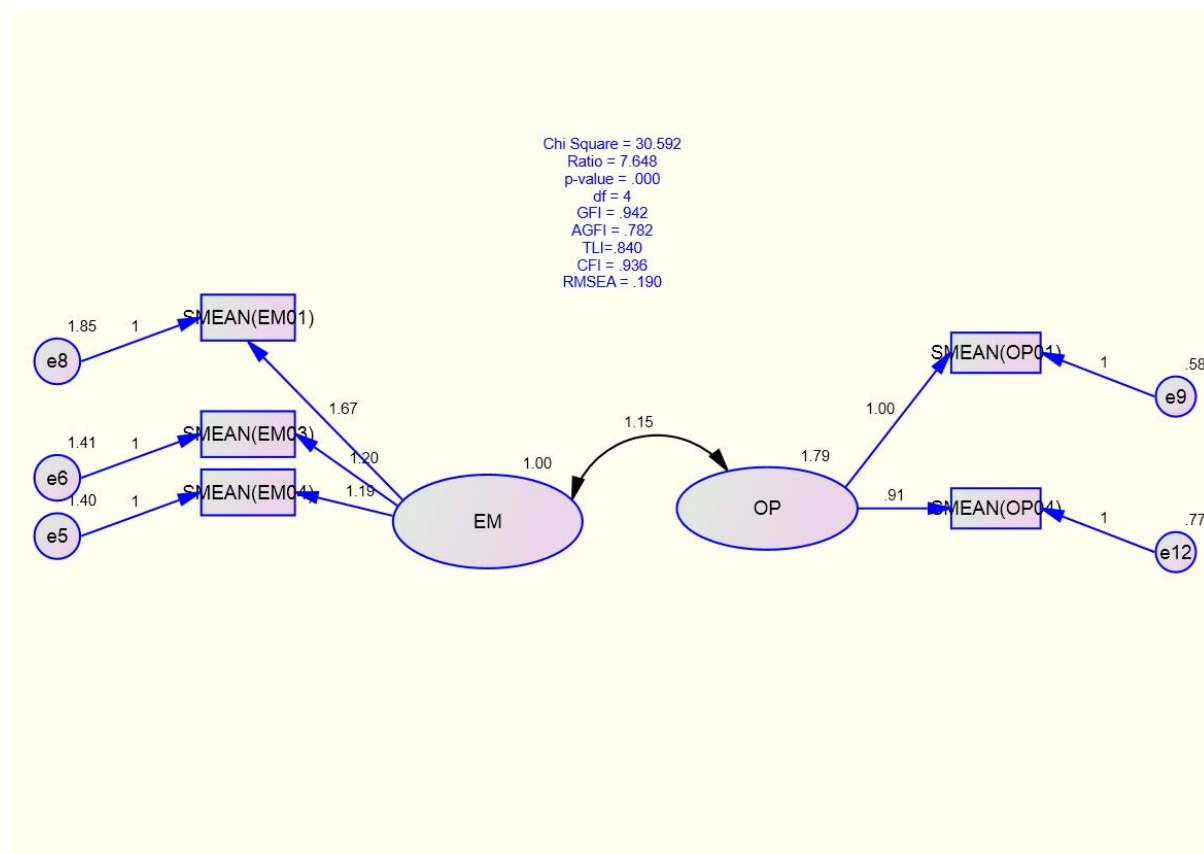 Chi Square = 30.592
Ratio = 7.648
p-value = .000
df = 4
GFI = .942
AGFI = .782
TLI=.840
CFI = .936
RMSEA = .190
1.85
1
SMEAN(EM01)
e8
1.67
1.41
1
SMEAN(EM03)
e6
1.20
1.40
1
SMEAN(EM04)
e5
1.19
1.00
EM
1.15
1.79
OP
1.00
SMEAN(OP01)
1
.58
e9
.91
SMEAN(OP04)
1
.77
e12